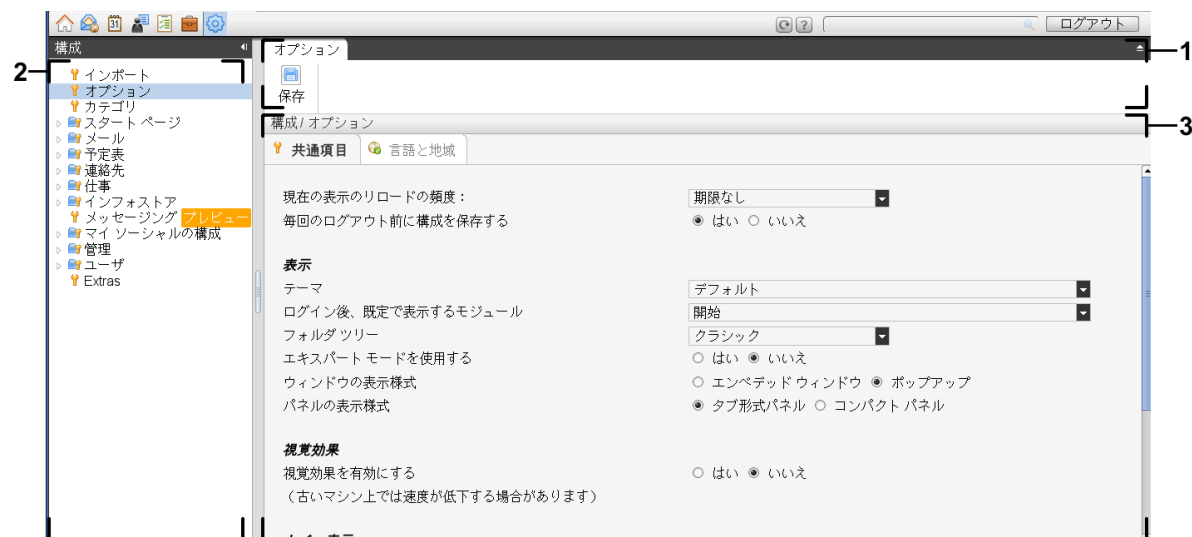 31
?
ログアウト
構成
オプション
1
2
保存
インポート
オプション
カテゴリ
スタート ページ
メール
予定表
連絡先
仕事
インフォストア
メッセージング プレビュー
マイ ソーシャルの構成
管理
ユーザ
Extras
構成/ オプション
3
共通項目
言語と地域
現在の表示のリロードの頻度： 期限なし
毎回のログアウト前に構成を保存する はい いいえ
表示
テーマ デフォルト
ログイン後、既定で表示するモジュール 開始
フォルダ ツリー クラシック
エキスパート モードを使用する はい いいえ
ウィンドウの表示様式 エンベデッド ウィンドウ ポップアップ
パネルの表示様式 タブ形式パネル コンパクト パネル
視覚効果
視覚効果を有効にする はい いいえ
（古いマシン上では速度が低下する場合があります）